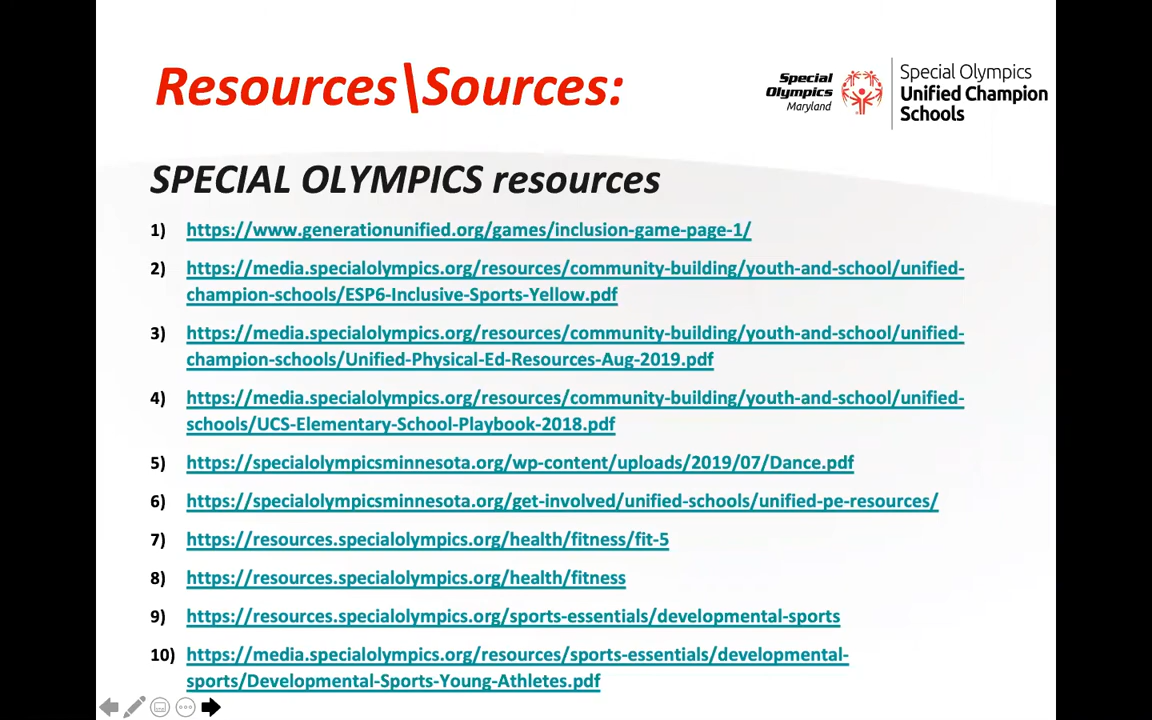 Resources\Sources:
Special
Olympics
Maryland
Special Olympics
Unified Champion
Schools
SPECIAL OLYMPICS resources
1) https://www.generationunified.org/games/inclusion-game-page-1/
2) https://media.specialolympics.org/resources/community-building/youth-and-school/unified-
champion-schools/ESP6-Inclusive-Sports-Yellow.pdf
3) https://media.specialolympics.org/resources/community-building/youth-and-school/unified-
champion-schools/Unified-Physical-Ed-Resources-Aug-2019.pdf
4) https://media.specialolympics.org/resources/community-building/youth-and-school/unified-
schools/UCS-Elementary-School-Playbook-2018.pdf
5) https://specialolympicsminnesota.org/wp-content/uploads/2019/07/Dance.pdf
6) https://specialolympicsminnesota.org/get-involved/unified-schools/unified-pe-resources/
7) https://resources.specialolympics.org/health/fitness/fit-5
8) https://resources.specialolympics.org/health/fitness
9) https://resources.specialolympics.org/sports-essentials/developmental-sports
10) https://media.specialolympics.org/resources/sports-essentials/developmental-
sports/Developmental-Sports-Young-Athletes.pdf